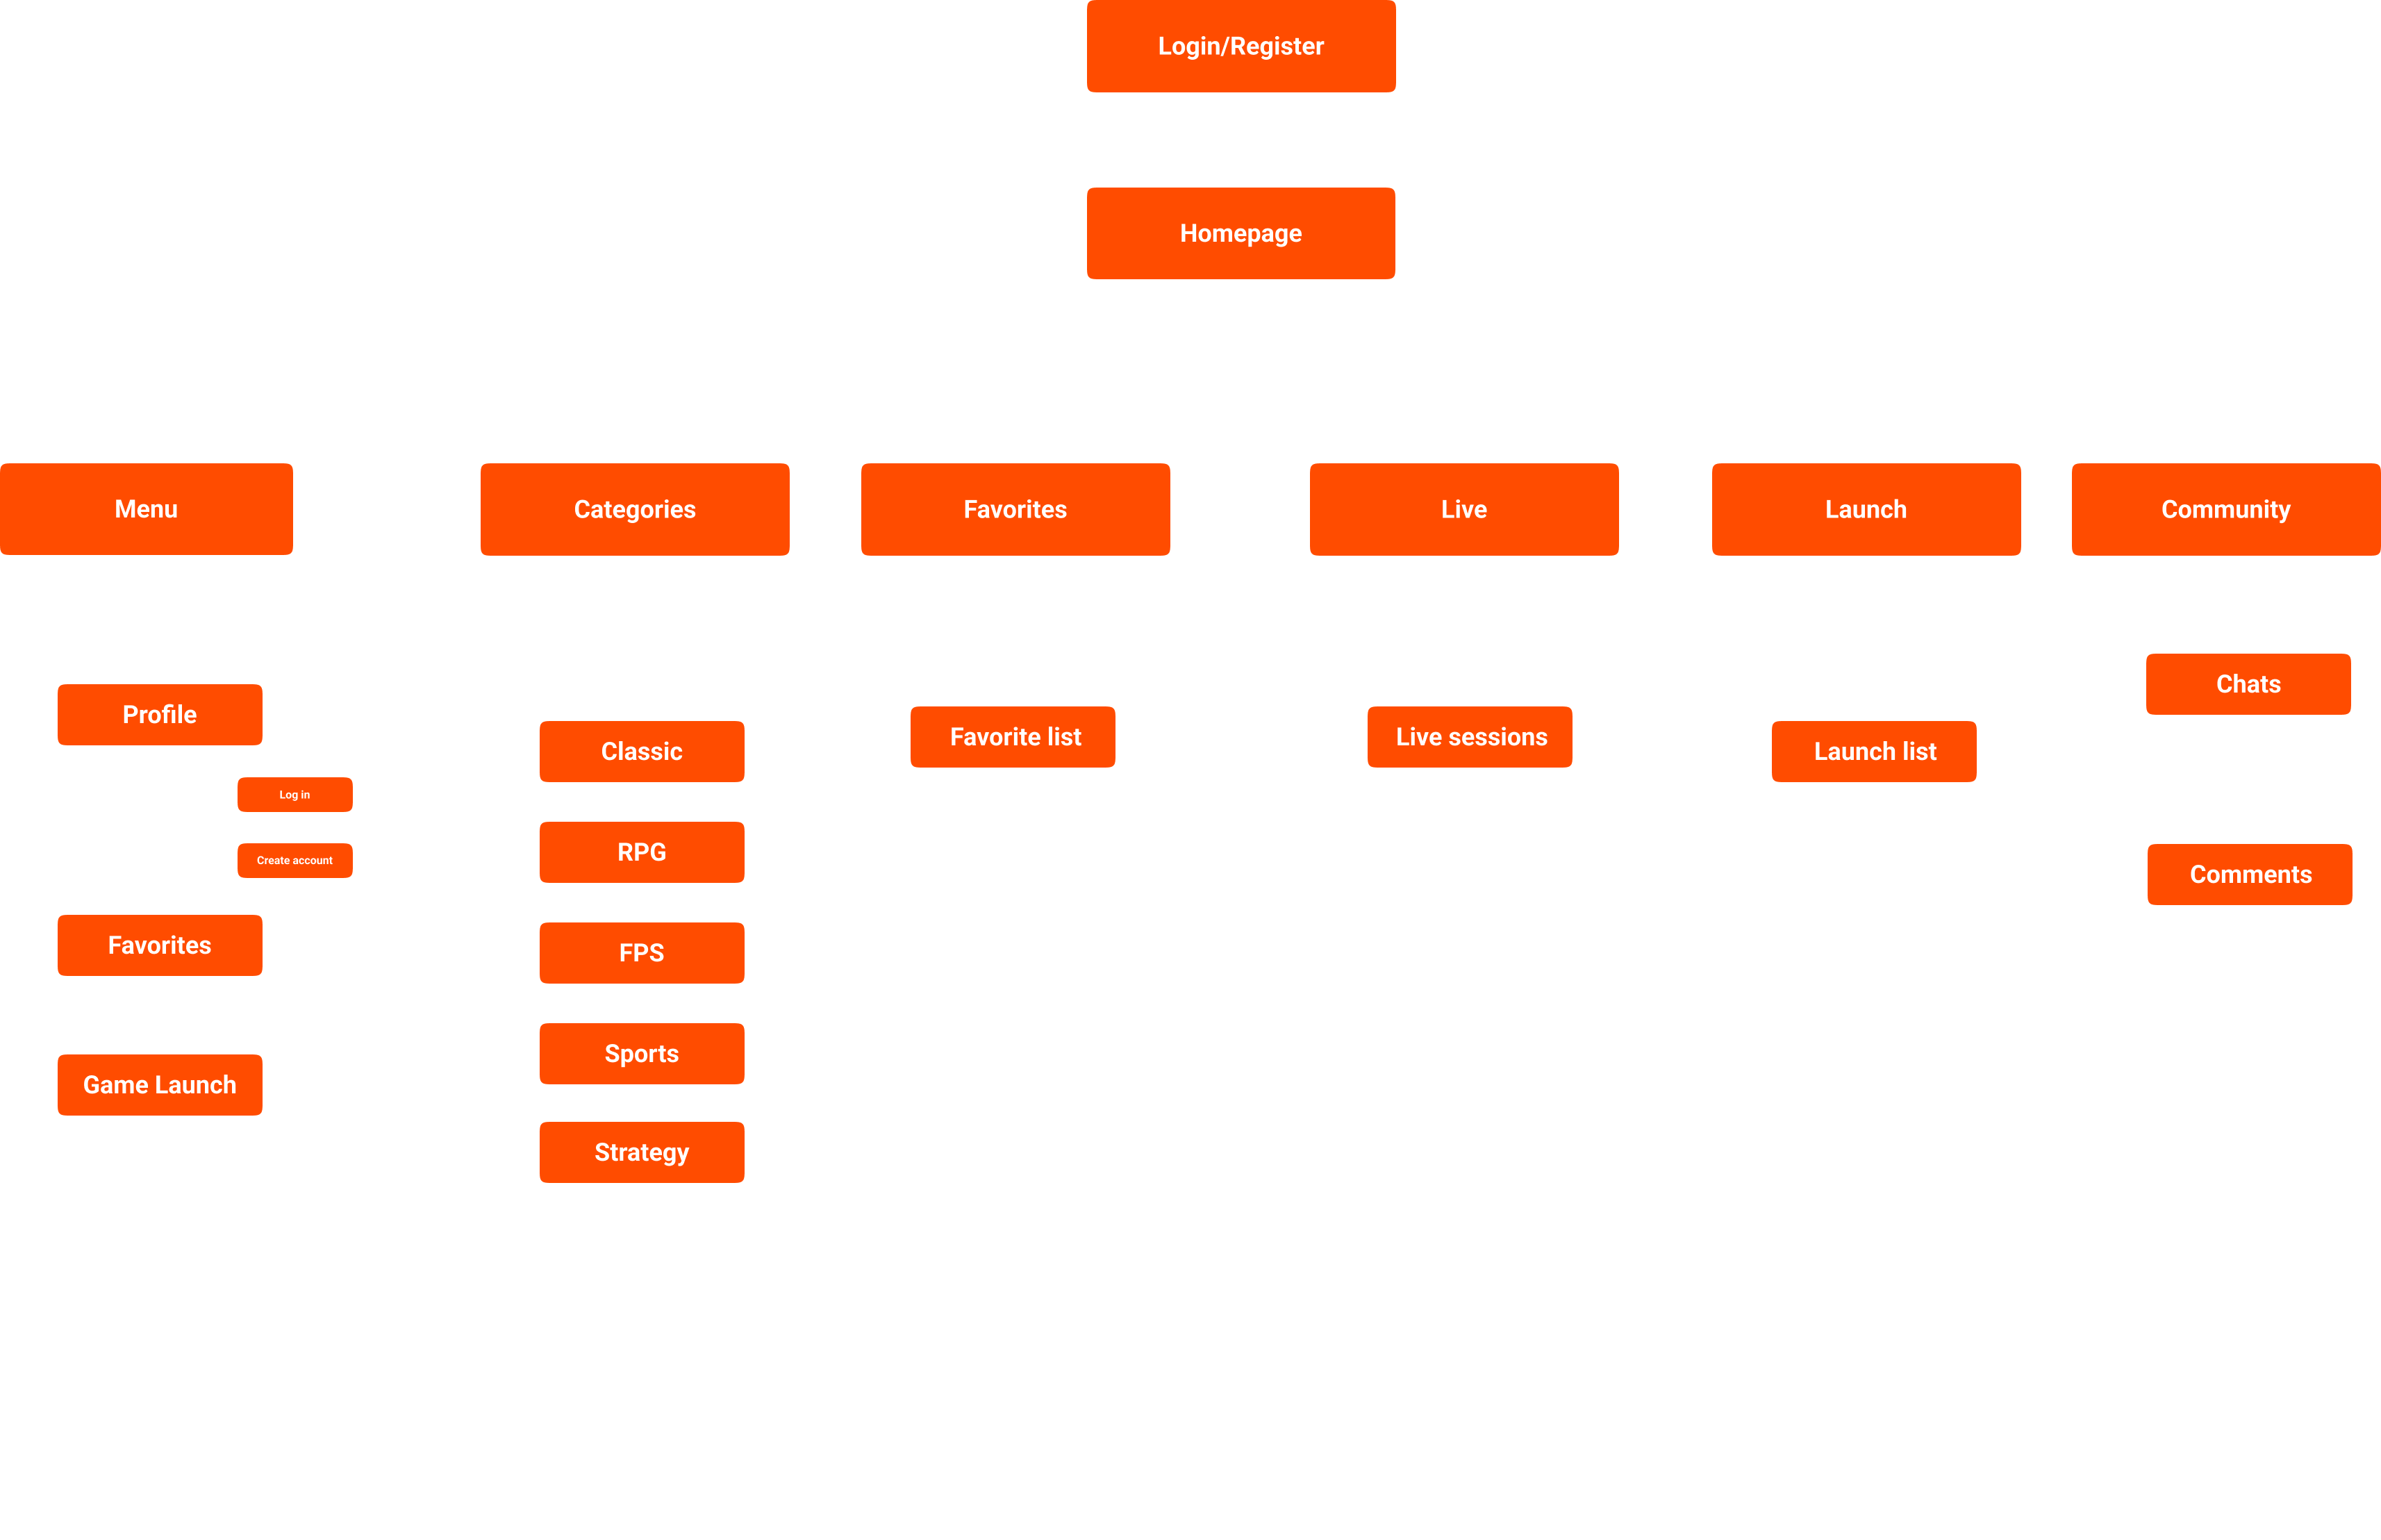 Login/Register
Homepage
Menu
Categories
Favorites
Live
Launch
Community
Profile
Log in
Create account
Favorites
Game Launch
Classic
RPG
FPS
Sports
Strategy
Favorite list
Live sessions
Launch list
Chats
Comments